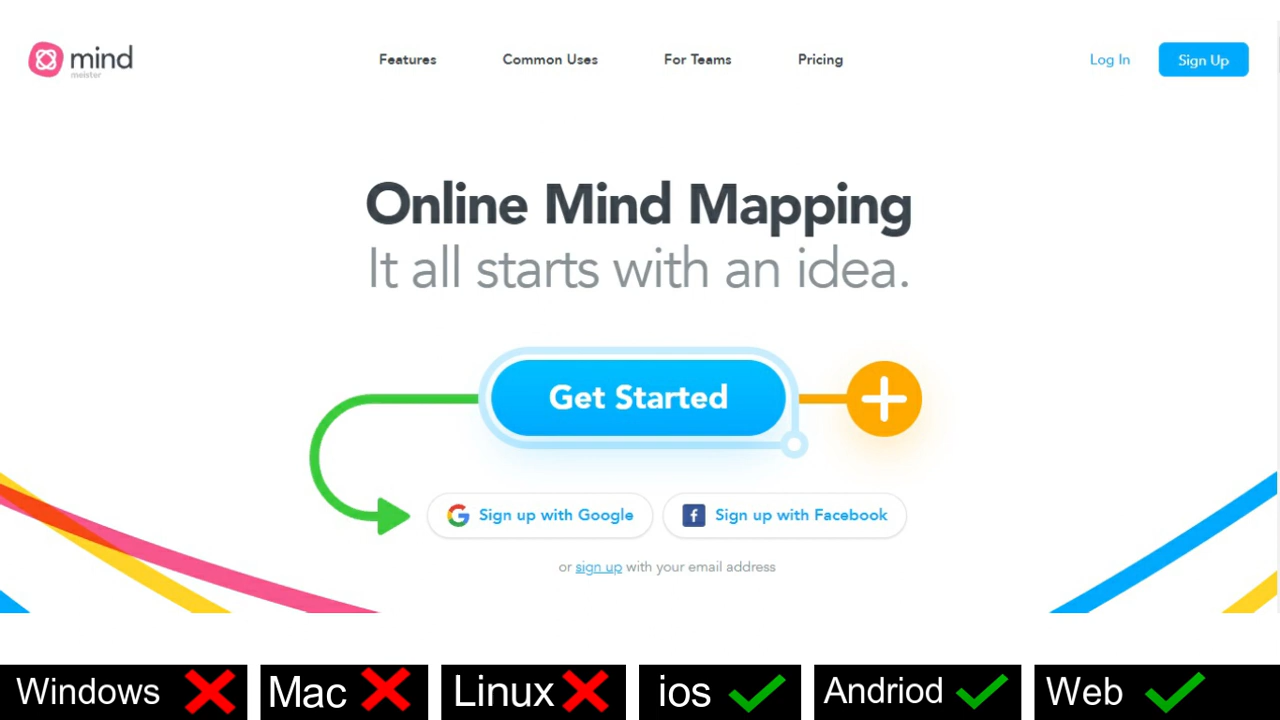 mind
meister
Features Common Uses For Teams Pricing Log In Sign Up
Online Mind Mapping
It all starts with an idea.
Get Started
Sign up with Google Sign up with Facebook
or sign up with your email address
Windows Mac Linux ios Andriod Web